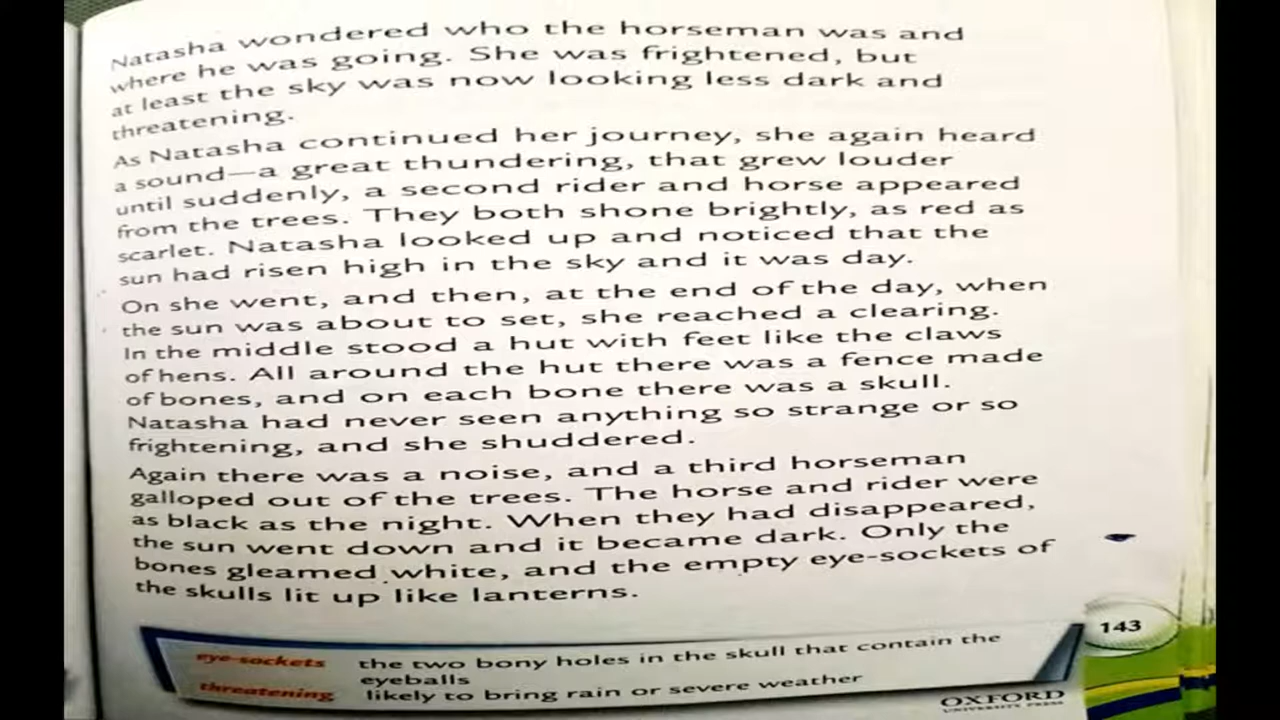 Natasha wondered who the horseman was and
where he was going. She was frightened, but
at least the sky was now looking less dark and
threatening.
As Natasha continued her journey, she again heard
a sound—a great thundering, that grew louder
until suddenly, a second rider and horse appeared
from the trees. They both shone brightly, as red as
scarlet. Natasha looked up and noticed that the
sun had risen high in the sky and it was day.
On she went, and then, at the end of the day, when
the sun was about to set, she reached a clearing.
In the middle stood a hut with feet like the claws
of hens. All around the hut there was a fence made
of bones, and on each bone there was a skull.
Natasha had never seen anything so strange or so
frightening, and she shuddered.
Again there was a noise, and a third horseman
galloped out of the trees. The horse and rider were
as black as the night. When they had disappeared,
the sun went down and it became dark. Only the
bones gleamed white, and the empty eye-sockets of
the skulls lit up like lanterns.
143
eye-sockets the two bony holes in the skull that contain the
eyeballs
threatening likely to bring rain or severe weather
OXFORD
UNIVERSITY PRESS